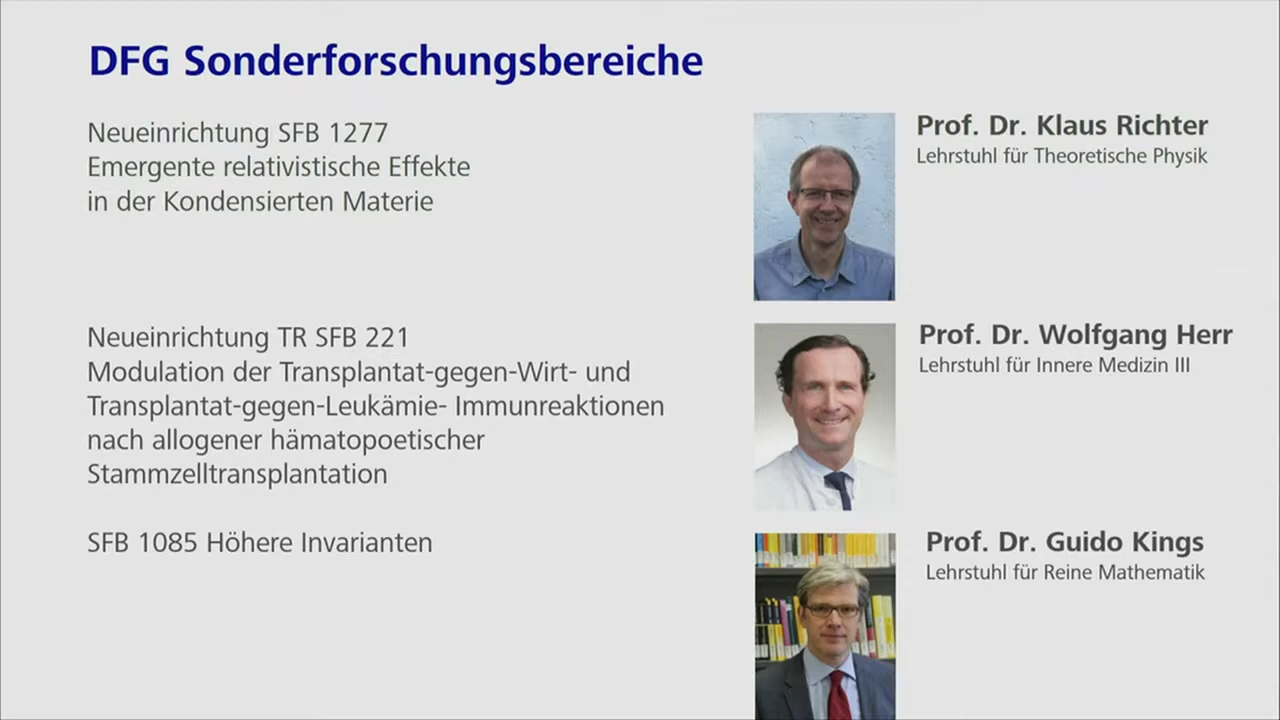 DFG Sonderforschungsbereiche
Neueinrichtung SFB 1277
Emergente relativistische Effekte
in der Kondensierten Materie
Prof. Dr. Klaus Richter
Lehrstuhl für Theoretische Physik
Neueinrichtung TR SFB 221
Modulation der Transplantat-gegen-Wirt- und
Transplantat-gegen-Leukämie- Immunreaktionen
nach allogener hämatopoetischer
Stammzelltransplantation
Prof. Dr. Wolfgang Herr
Lehrstuhl für Innere Medizin III
SFB 1085 Höhere Invarianten
Prof. Dr. Guido Kings
Lehrstuhl für Reine Mathematik